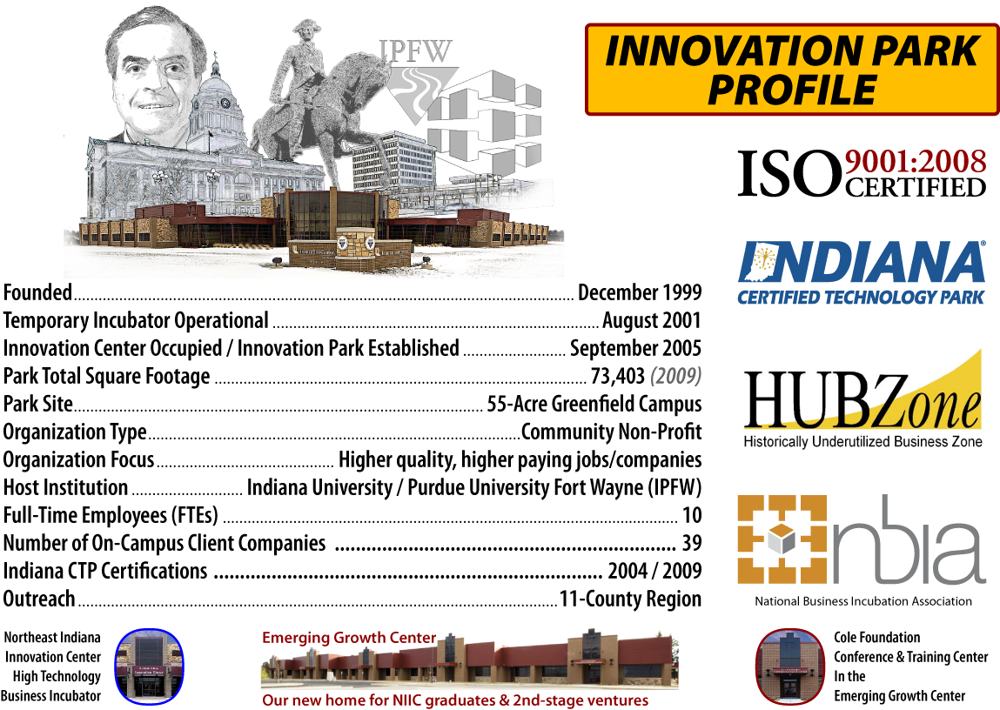 IPFW
INNOVATION PARK
PROFILE
ISO 9001:2008
CERTIFIED
INDIANA®
CERTIFIED TECHNOLOGY PARK
HUBZone
Historically Underutilized Business Zone
nbia
National Business Incubation Association
Founded December 1999
Temporary Incubator Operational August 2001
Innovation Center Occupied / Innovation Park Established September 2005
Park Total Square Footage 73,403 (2009)
Park Site 55-Acre Greenfield Campus
Organization Type Community Non-Profit
Organization Focus Higher quality, higher paying jobs/companies
Host Institution Indiana University / Purdue University Fort Wayne (IPFW)
Full-Time Employees (FTEs) 10
Number of On-Campus Client Companies 39
Indiana CTP Certifications 2004 / 2009
Outreach 11-County Region
Northeast Indiana
Innovation Center
High Technology
Business Incubator
Emerging Growth Center
Our new home for NIIC graduates & 2nd-stage ventures
Cole Foundation
Conference & Training Center
In the
Emerging Growth Center